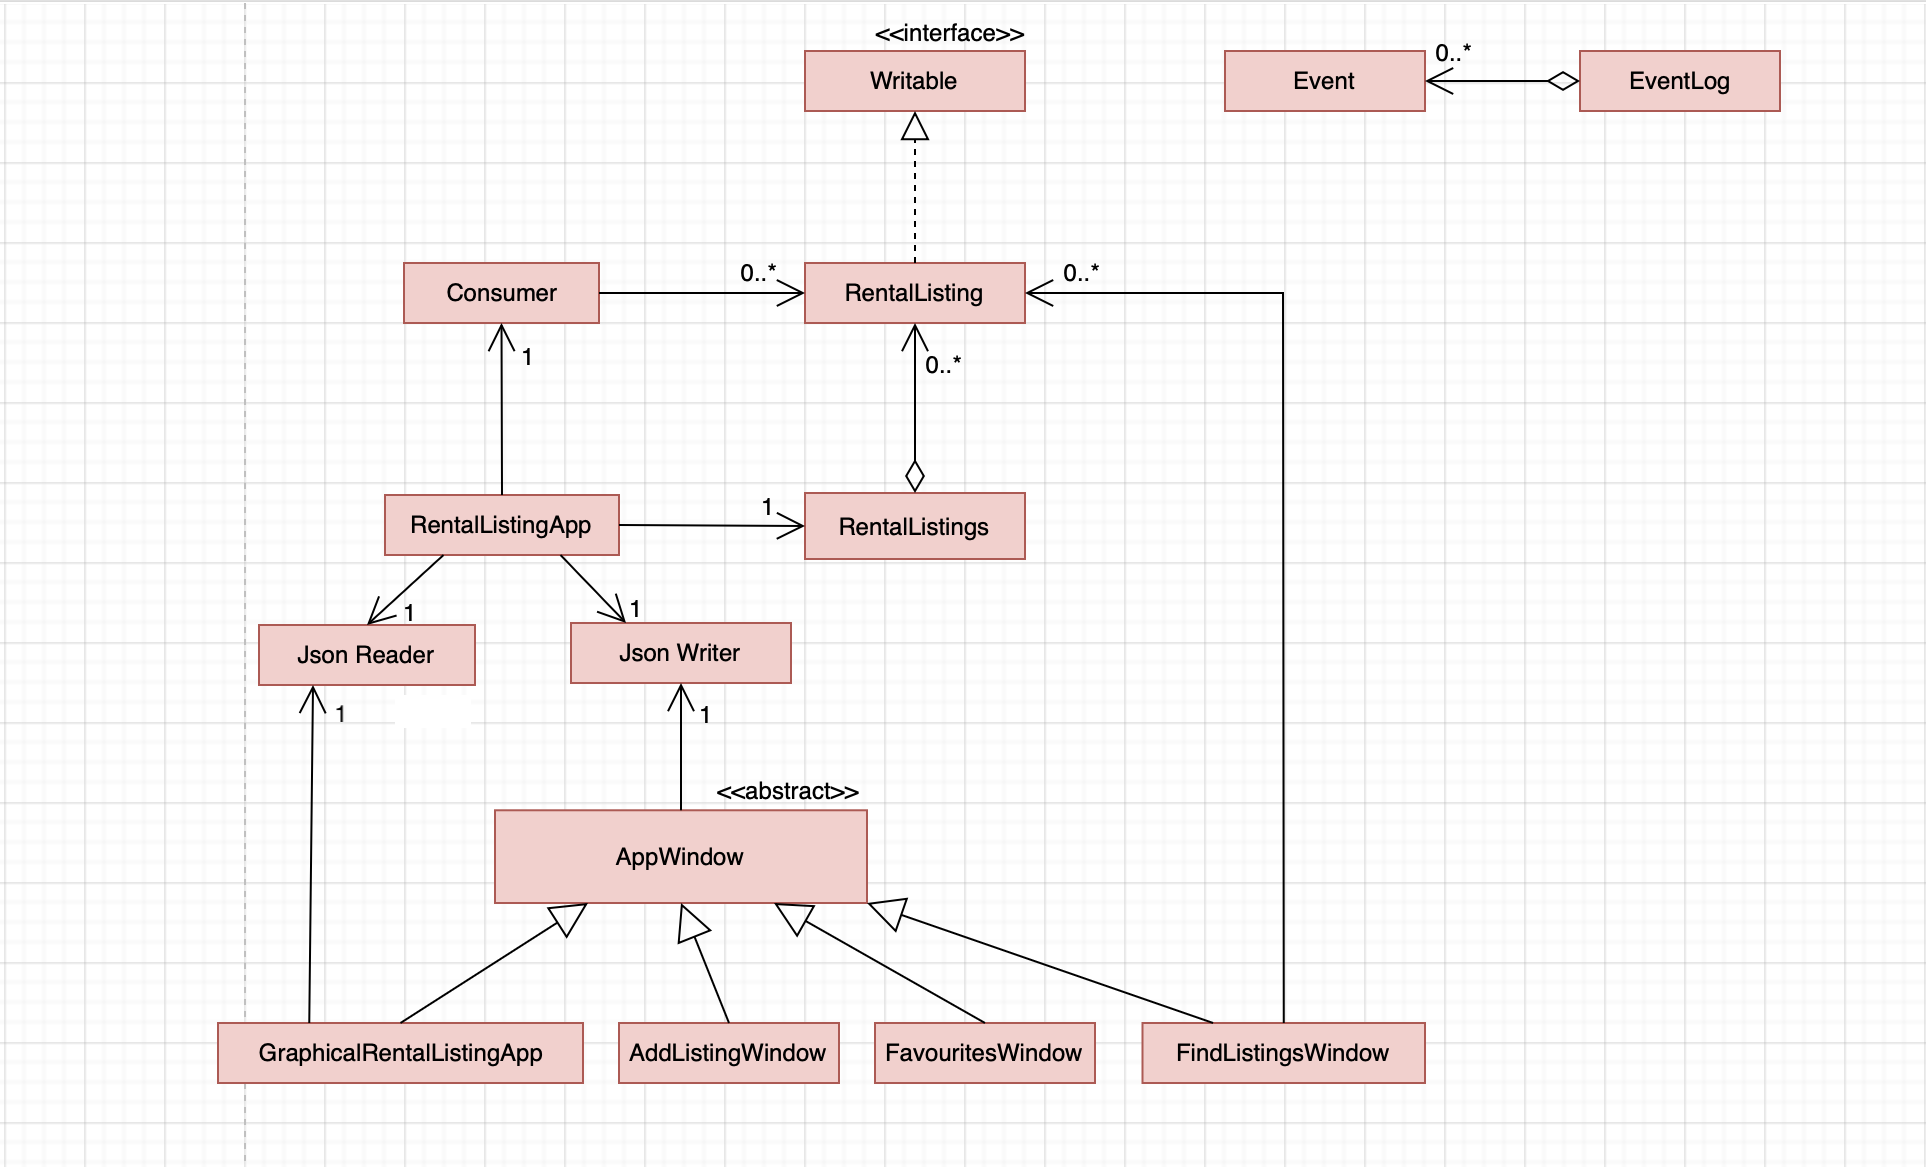 <<interface>>
Writable
0..*
Event
EventLog
Consumer
0..*
RentalListing
0..*
1
0..*
RentalListingApp
1
RentalListings
1
1
Json Reader
Json Writer
1
1
<<abstract>>
AppWindow
GraphicalRentalListingApp
AddListingWindow
FavouritesWindow
FindListingsWindow